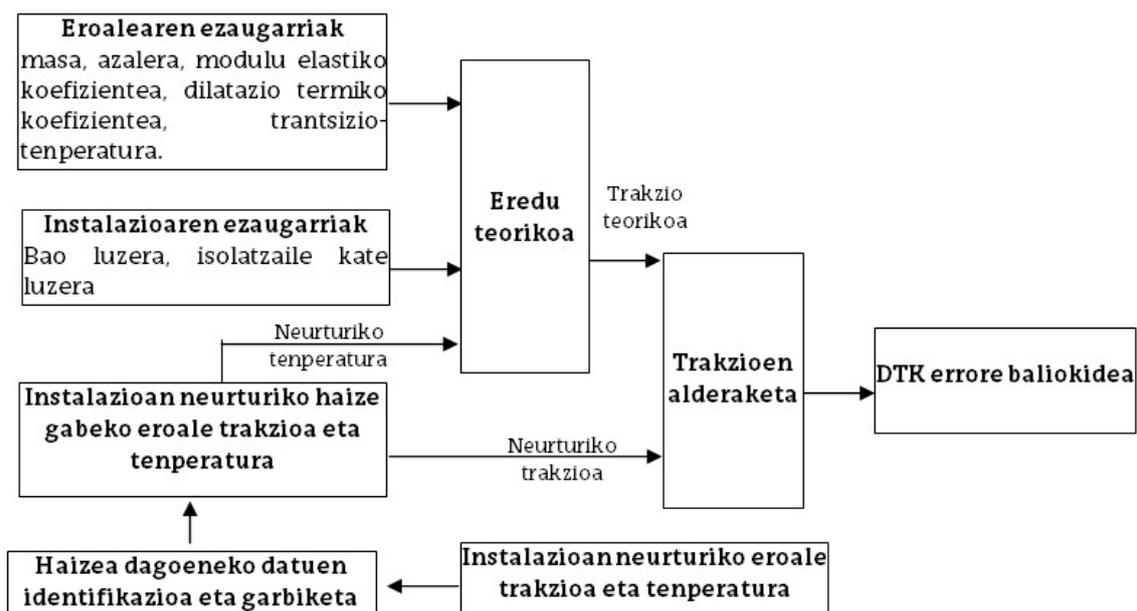 Eroalearen ezaugarriak
masa, azalera, modulu elastiko
koefizientea, dilatazio termiko
koefizientea, trantsizio-
tenperatura.
Instalazioaren ezaugarriak
Bao luzera, isolatzaile kate
luzera
Eredu
teorikoa
Trakzio
teorikoa
Neurturiko
tenperatura
Instalazioan neurturiko haize
gabeko eroale trakzioa eta
tenperatura
Neurturiko
trakzioa
Trakzioen
alderaketa
DTK errore baliokidea
Haizea dagoeneko datuen
identifikazioa eta garbiketa
Instalazioan neurturiko eroale
trakzioa eta tenperatura